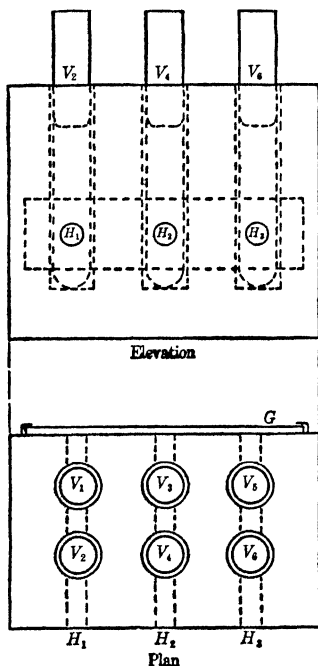 V2 V4 V6
H1 H2 H3
Elevation
G
V1 V3 V5
V2 V4 V6
H1 H2 H3
Plan